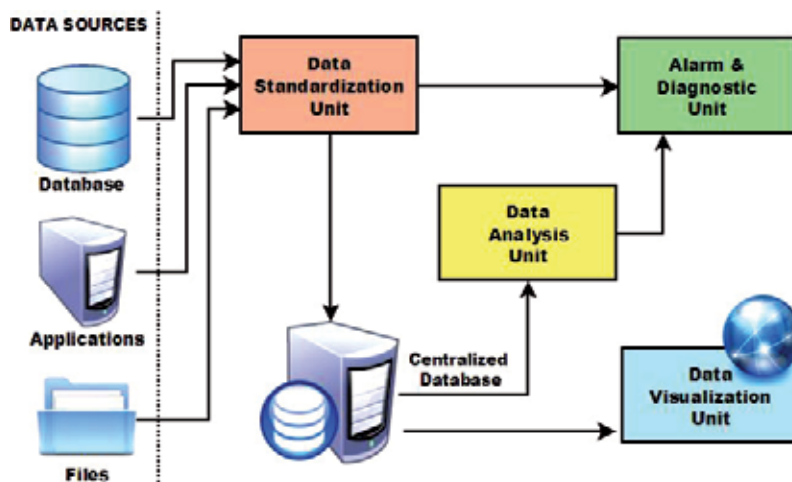 DATA SOURCES
Database
Applications
Files
Data
Standardization
Unit
Alarm &
Diagnostic
Unit
Data
Analysis
Unit
Centralized
Database
Data
Visualization
Unit